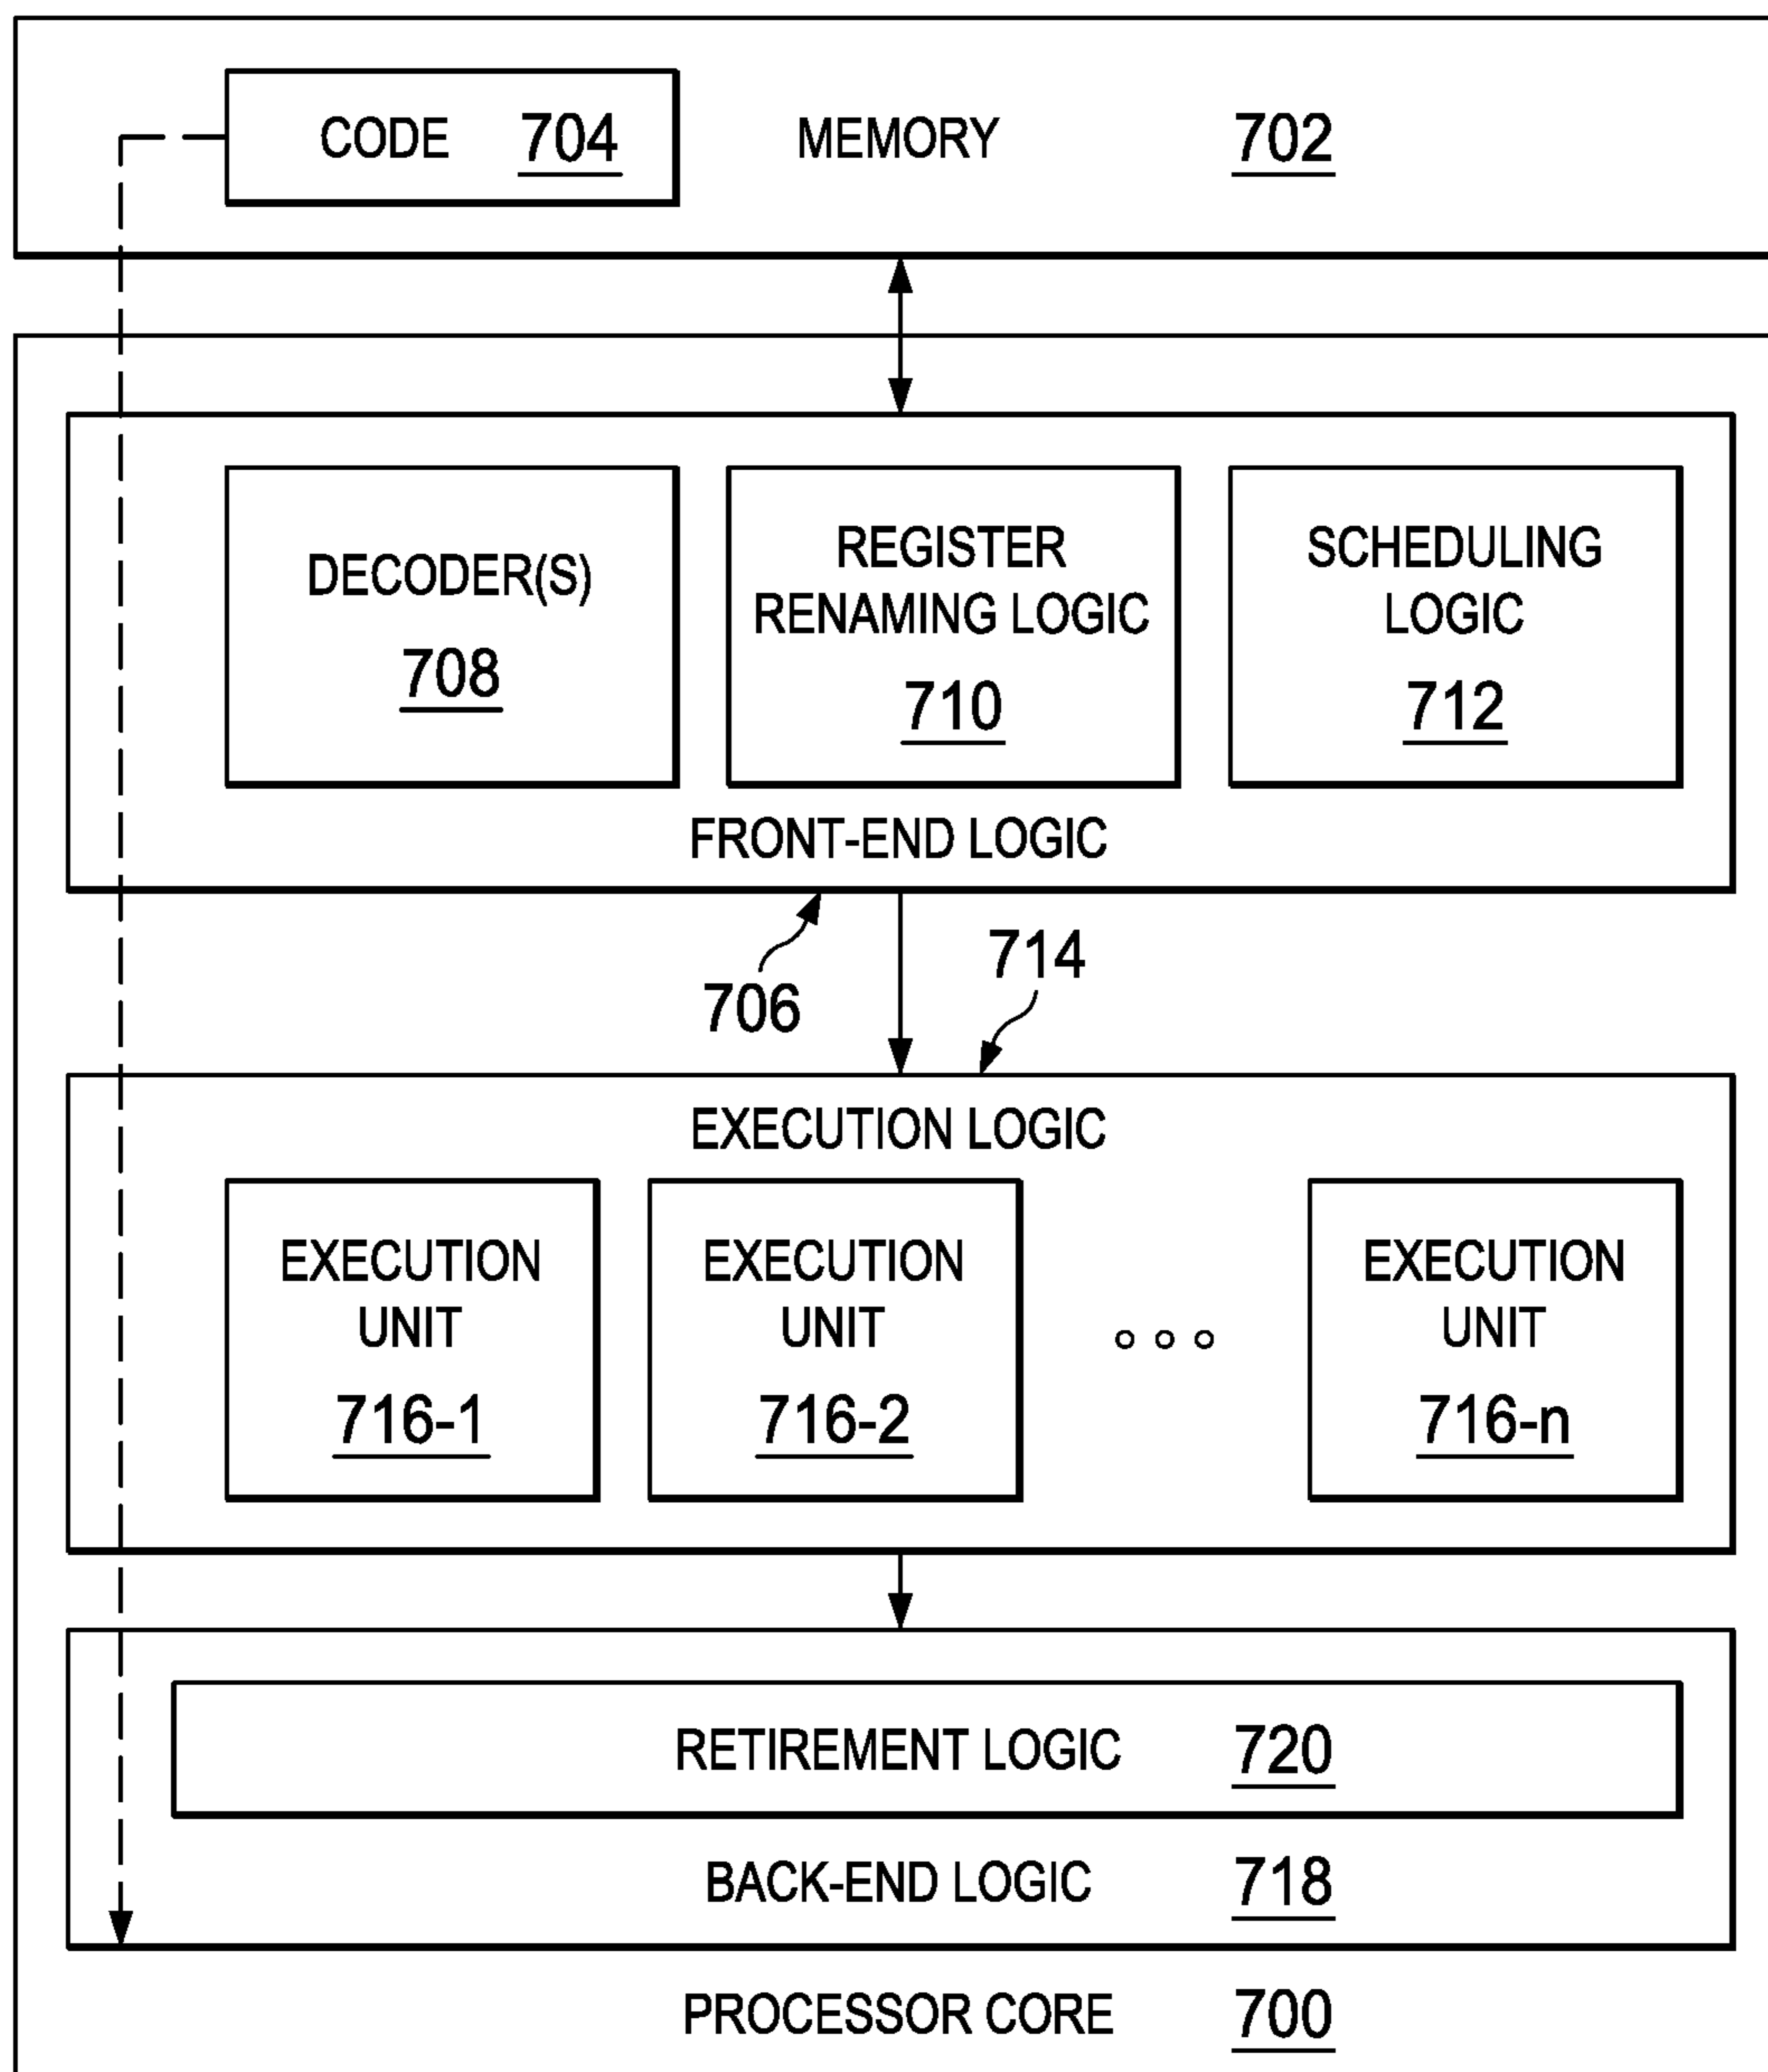 CODE 704 MEMORY 702
DECODER(S)
708
REGISTER
RENAMING LOGIC
710
SCHEDULING
LOGIC
712
FRONT-END LOGIC
706
714
EXECUTION LOGIC
EXECUTION
UNIT
716-1
EXECUTION
UNIT
716-2
EXECUTION
UNIT
716-n
RETIREMENT LOGIC 720
BACK-END LOGIC 718
PROCESSOR CORE 700